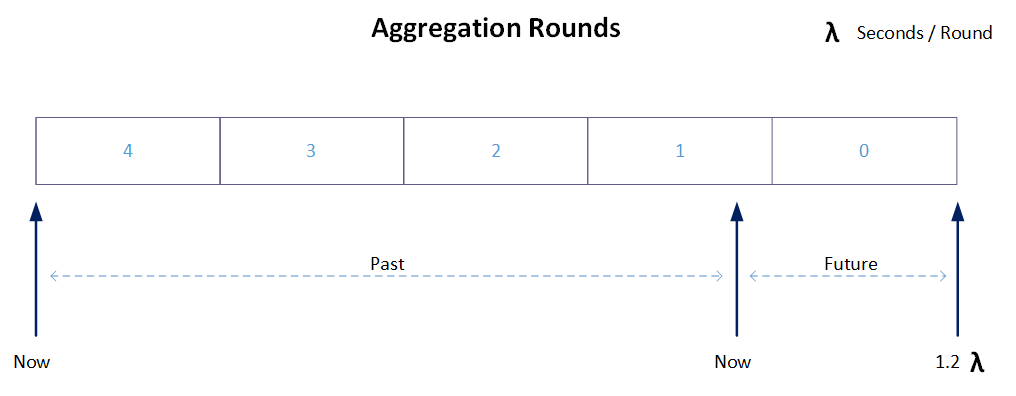 Aggregation Rounds
λ Seconds / Round
4 3 2 1 0
Past Future
Now Now 1.2 λ